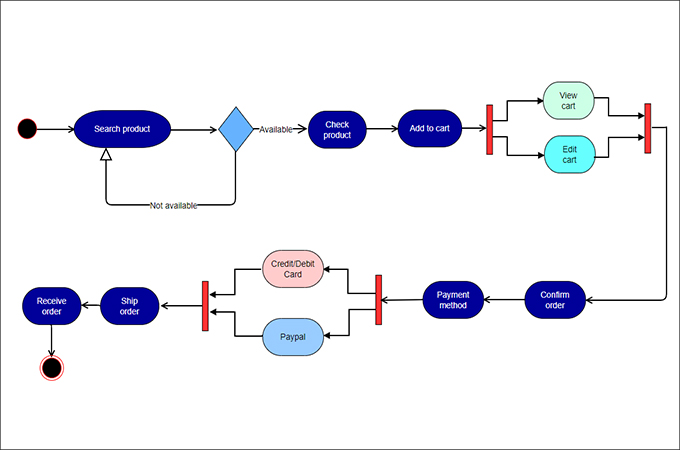 Search product
Available
Not available
Check
product
Add to cart
View
cart
Edit
cart
Confirm
order
Payment
method
Credit/Debit
Card
Paypal
Ship
order
Receive
order